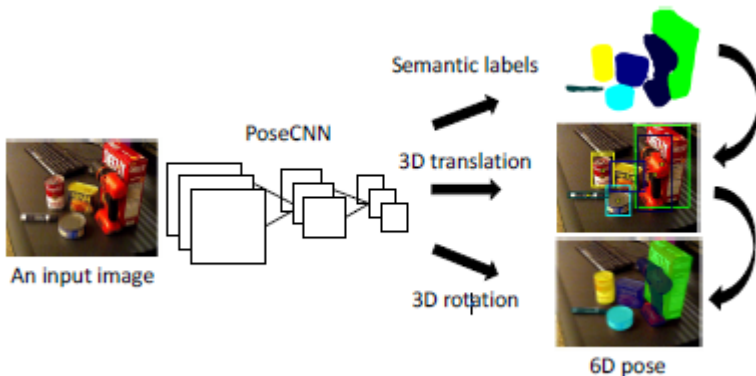 Semantic labels
PoseCNN
3D translation
An input image
3D rotation
6D pose